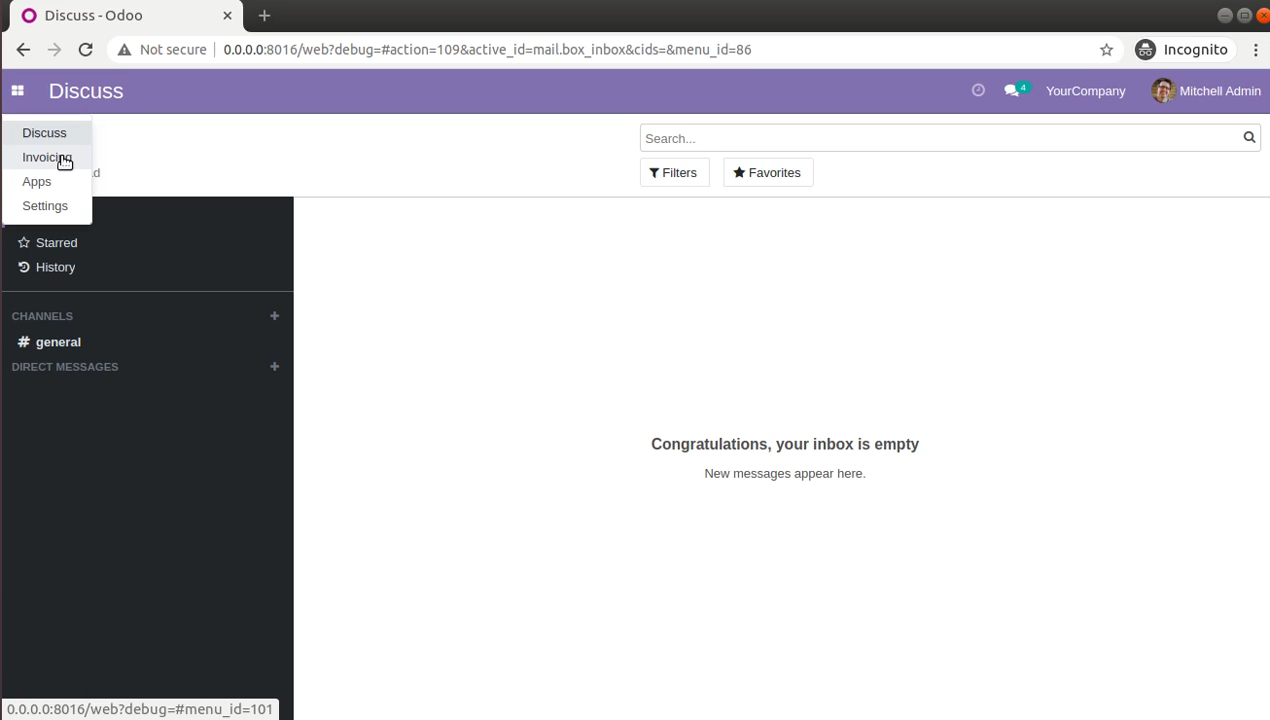 Discuss - Odoo
Not secure 0.0.0.0:8016/web?debug=#action=109&active_id=mail.box_inbox&cids=&menu_id=86 Incognito
Discuss 4 YourCompany Mitchell Admin
Discuss
Search...
Invoicing
Filters Favorites
Apps
Settings
Starred
History
CHANNELS
# general
DIRECT MESSAGES
Congratulations, your inbox is empty
New messages appear here.
0.0.0.0:8016/web?debug=#menu_id=101